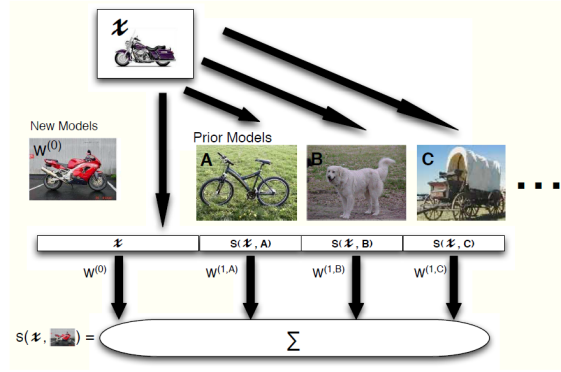 𝓍
New Models
W^(0)
Prior Models
A
B
C
...
𝓍 S(𝓍, A) S(𝓍, B) S(𝓍, C)
W^(0) W^(1,A) W^(1,B) W^(1,C)
S(𝓍, ) = Σ